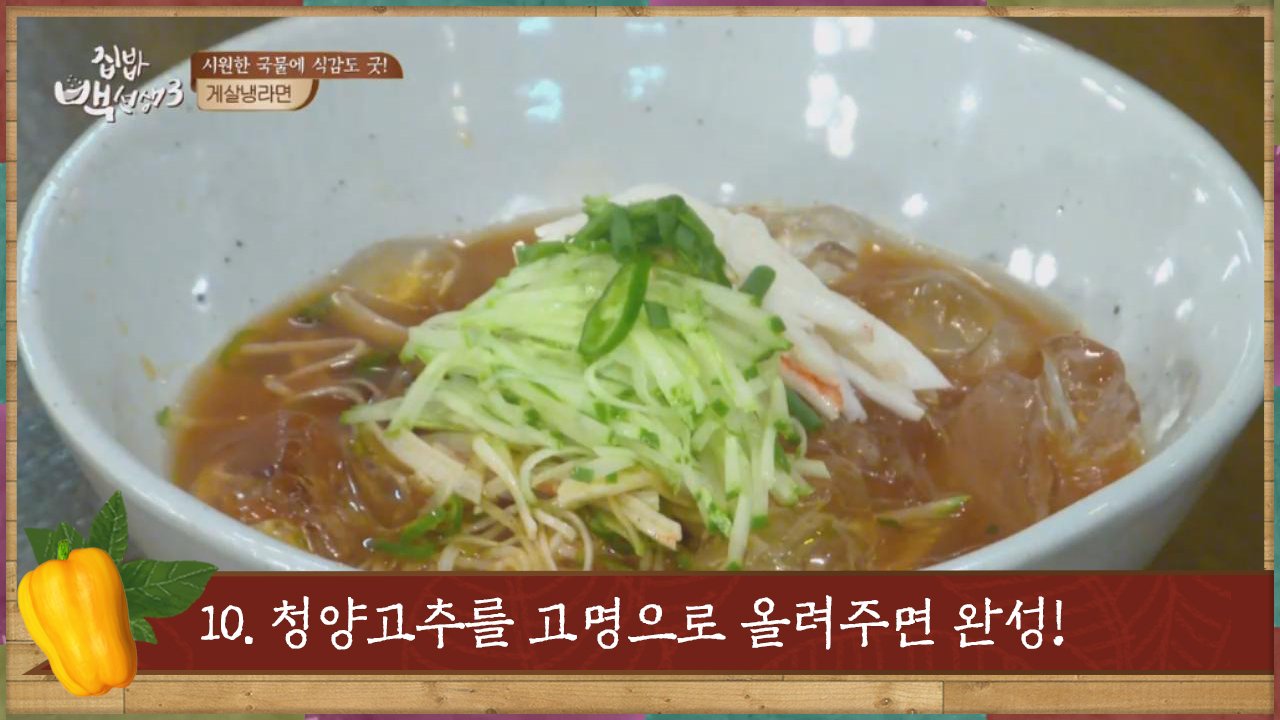 집밥
백선생3
시원한 국물에 식감도 굿!
게살냉라면
10. 청양고추를 고명으로 올려주면 완성!